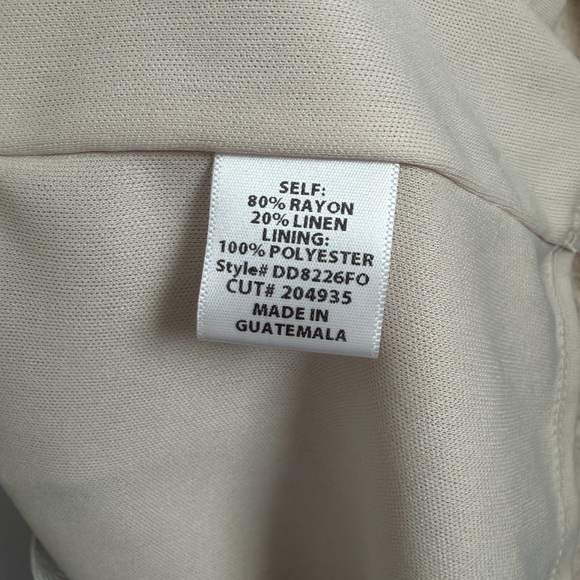 SELF:
80% RAYON
20% LINEN
LINING:
100% POLYESTER
Style# DD8226FO
CUT# 204935
MADE IN
GUATEMALA